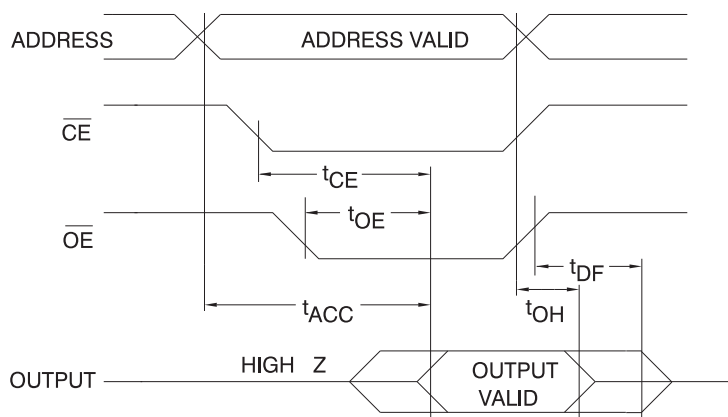 ADDRESS
ADDRESS VALID
CE
tCE
OE
tOE
tDF
tACC
tOH
OUTPUT
HIGH Z
OUTPUT
VALID